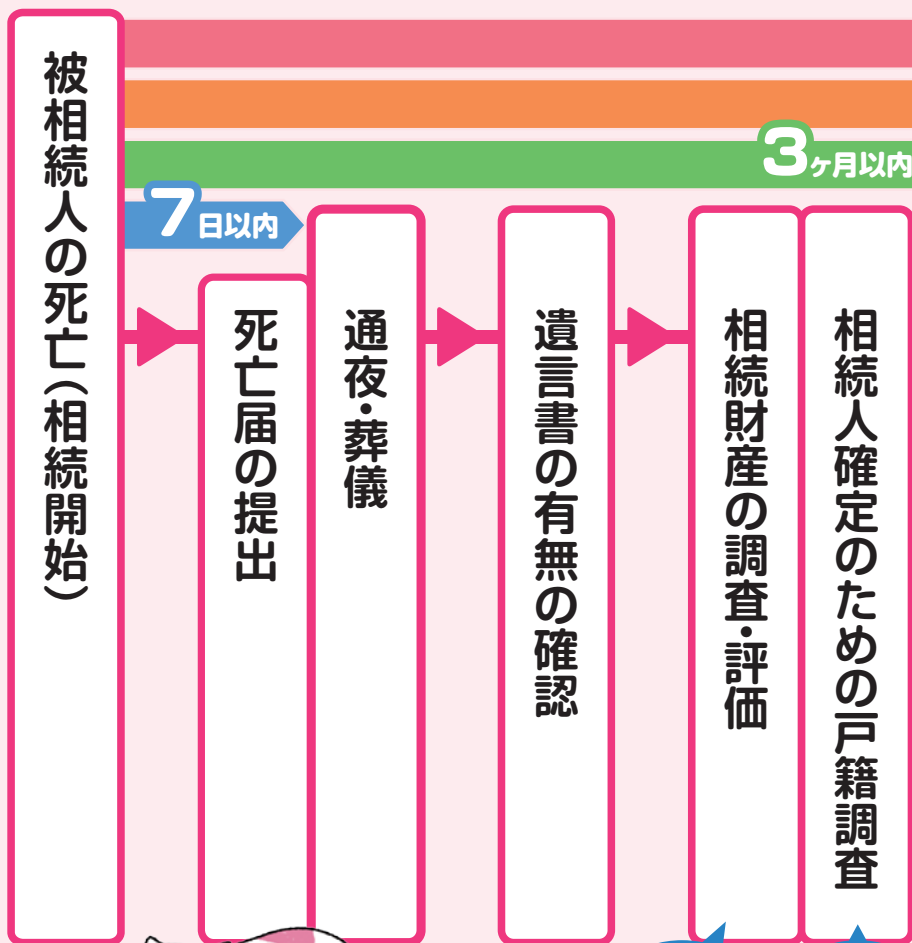 被相続人の死亡（相続開始）
3ヶ月以内
7日以内
死亡届の提出
通夜・葬儀
遺言書の有無の確認
相続財産の調査・評価
相続人確定のための戸籍調査